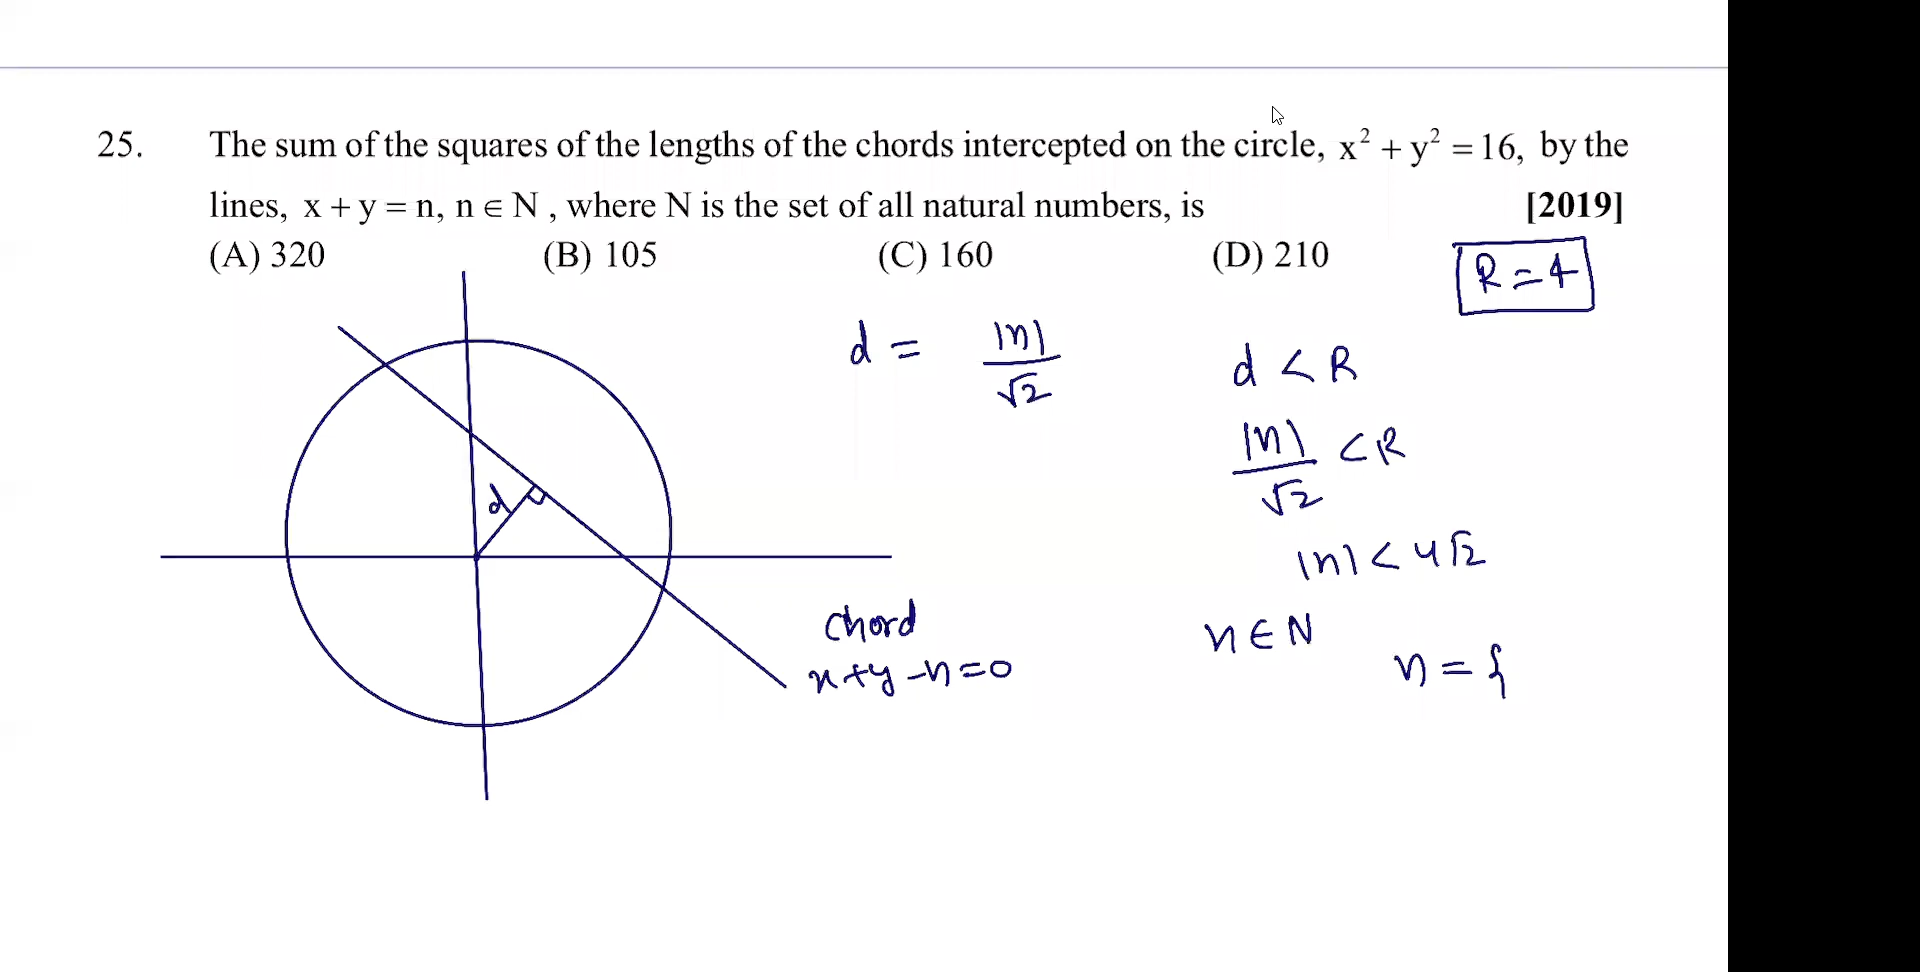 25. The sum of the squares of the lengths of the chords intercepted on the circle, x² + y² = 16, by the
lines, x + y = n, n ∈ N, where N is the set of all natural numbers, is [2019]
(A) 320 (B) 105 (C) 160 (D) 210
R = 4
d = |n|/√2
d < R
|n|/√2 < R
d
|n| < 4√2
chord
x+y-n=0
n ∈ N
n = {